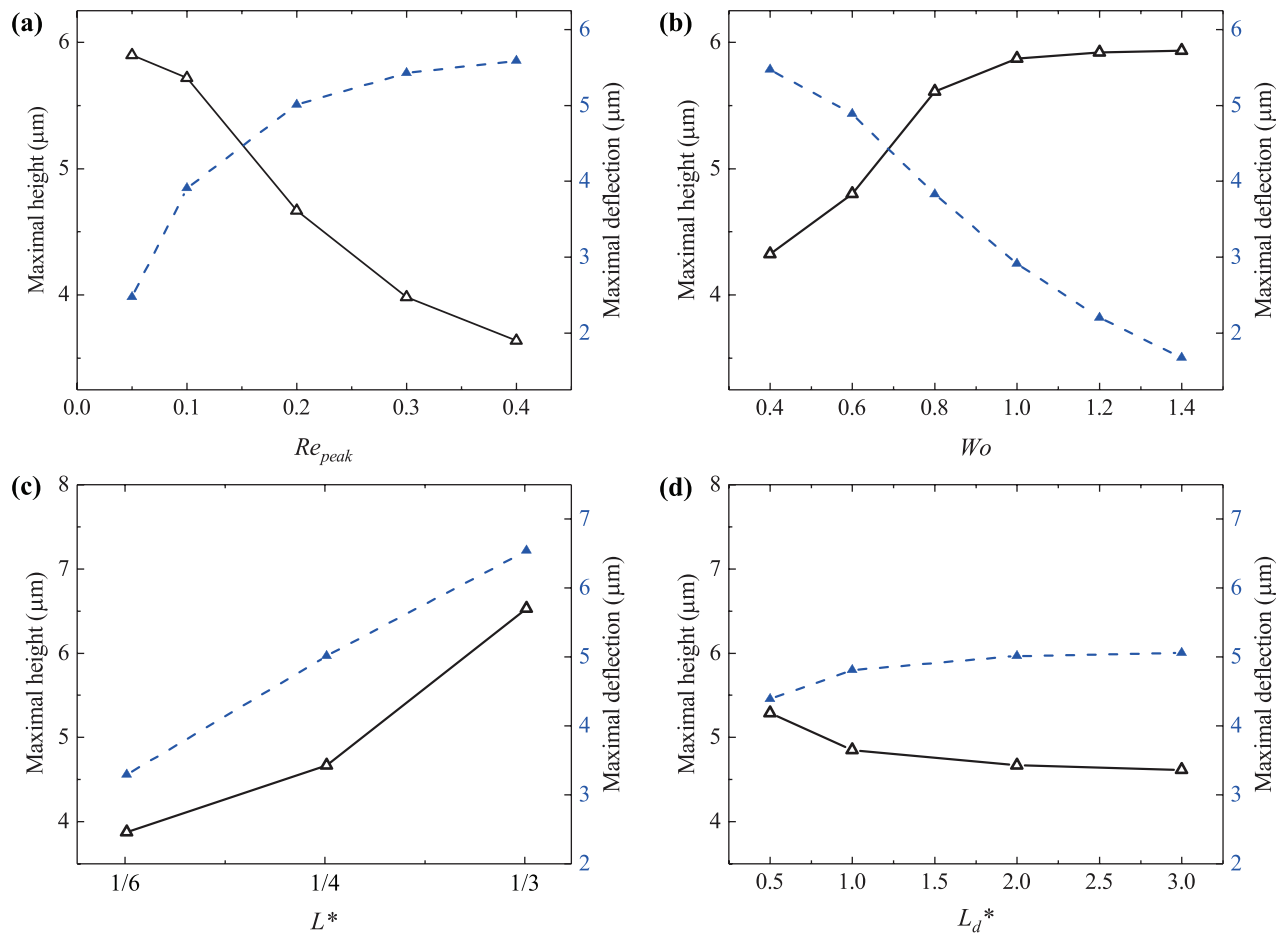 (a)
6
5
4
Maximal height (μm)
6
5
4
3
2
Maximal deflection (μm)
0.0 0.1 0.2 0.3 0.4
Re_peak
(b)
6
5
4
Maximal height (μm)
6
5
4
3
2
Maximal deflection (μm)
0.4 0.6 0.8 1.0 1.2 1.4
Wo
(c)
8
7
6
5
4
Maximal height (μm)
7
6
5
4
3
2
Maximal deflection (μm)
1/6 1/4 1/3
L*
(d)
8
7
6
5
4
Maximal height (μm)
7
6
5
4
3
2
Maximal deflection (μm)
0.5 1.0 1.5 2.0 2.5 3.0
L_d*